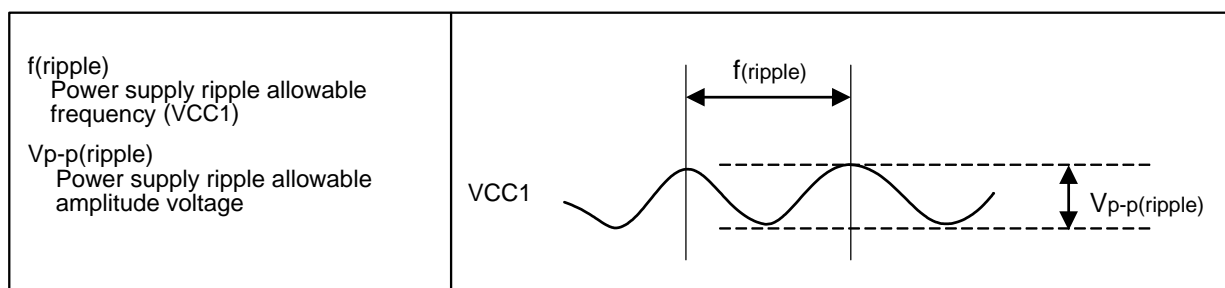 f(ripple)
Power supply ripple allowable
frequency (VCC1)
Vp-p(ripple)
Power supply ripple allowable
amplitude voltage
f(ripple)
VCC1
Vp-p(ripple)